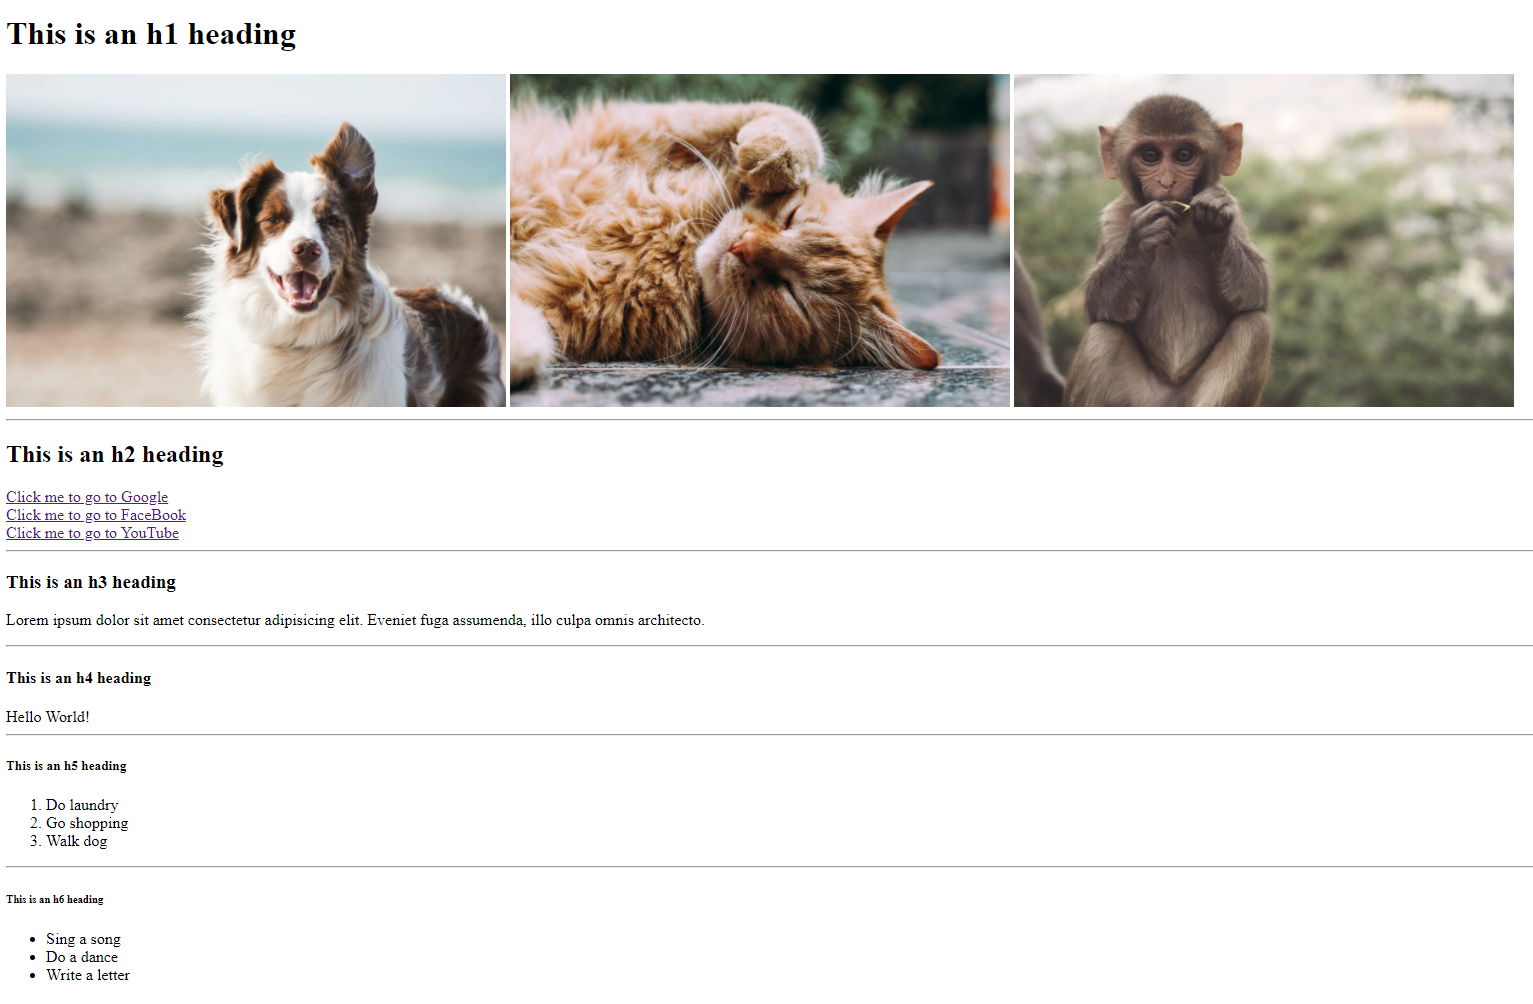 This is an h1 heading
This is an h2 heading
Click me to go to Google
Click me to go to FaceBook
Click me to go to YouTube
This is an h3 heading
Lorem ipsum dolor sit amet consectetur adipisicing elit. Eveniet fuga assumenda, illo culpa omnis architecto.
This is an h4 heading
Hello World!
This is an h5 heading
1. Do laundry
2. Go shopping
3. Walk dog
This is an h6 heading
• Sing a song
• Do a dance
• Write a letter